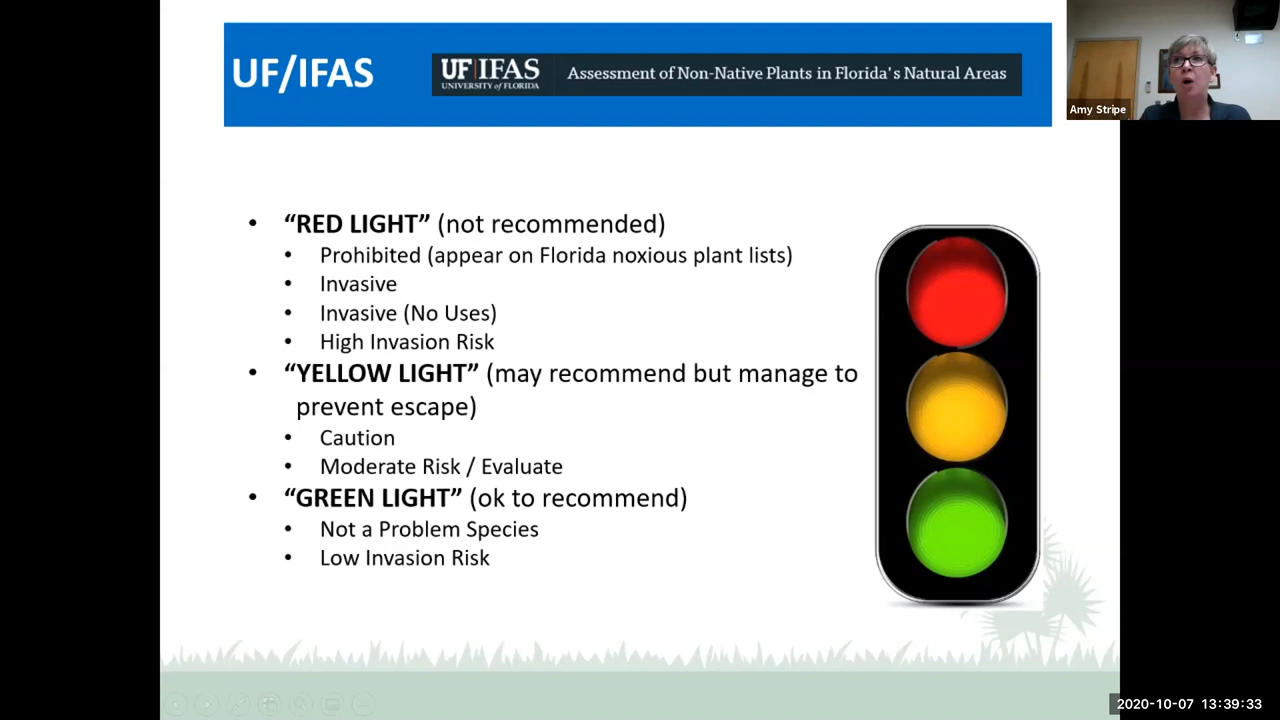 UF/IFAS
UF|IFAS
UNIVERSITY of FLORIDA
Assessment of Non-Native Plants in Florida's Natural Areas
Amy Stripe
• “RED LIGHT” (not recommended)
• Prohibited (appear on Florida noxious plant lists)
• Invasive
• Invasive (No Uses)
• High Invasion Risk
• “YELLOW LIGHT” (may recommend but manage to
prevent escape)
• Caution
• Moderate Risk / Evaluate
• “GREEN LIGHT” (ok to recommend)
• Not a Problem Species
• Low Invasion Risk
2020-10-07 13:39:33